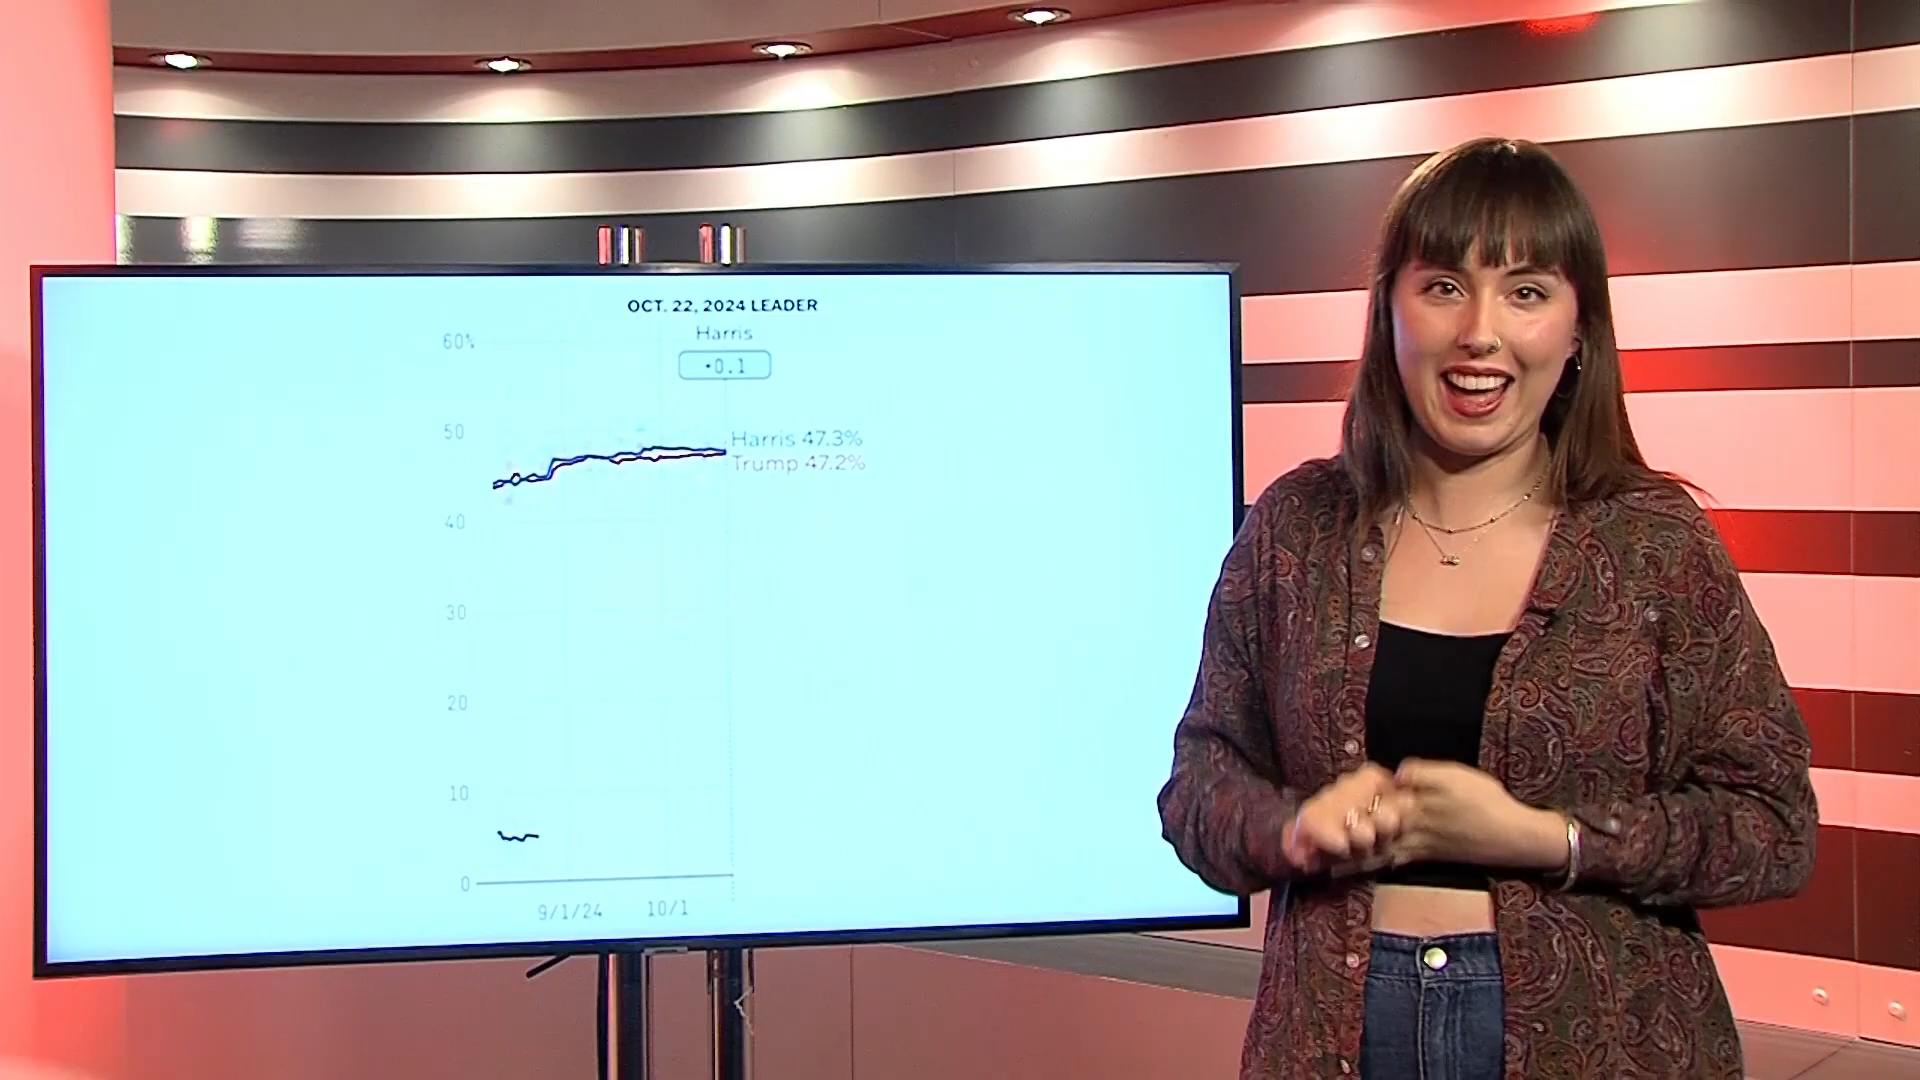 OCT. 22, 2024 LEADER
Harris
•0.1
60%
50
Harris 47.3%
Trump 47.2%
40
30
20
10
0
9/1/24 10/1